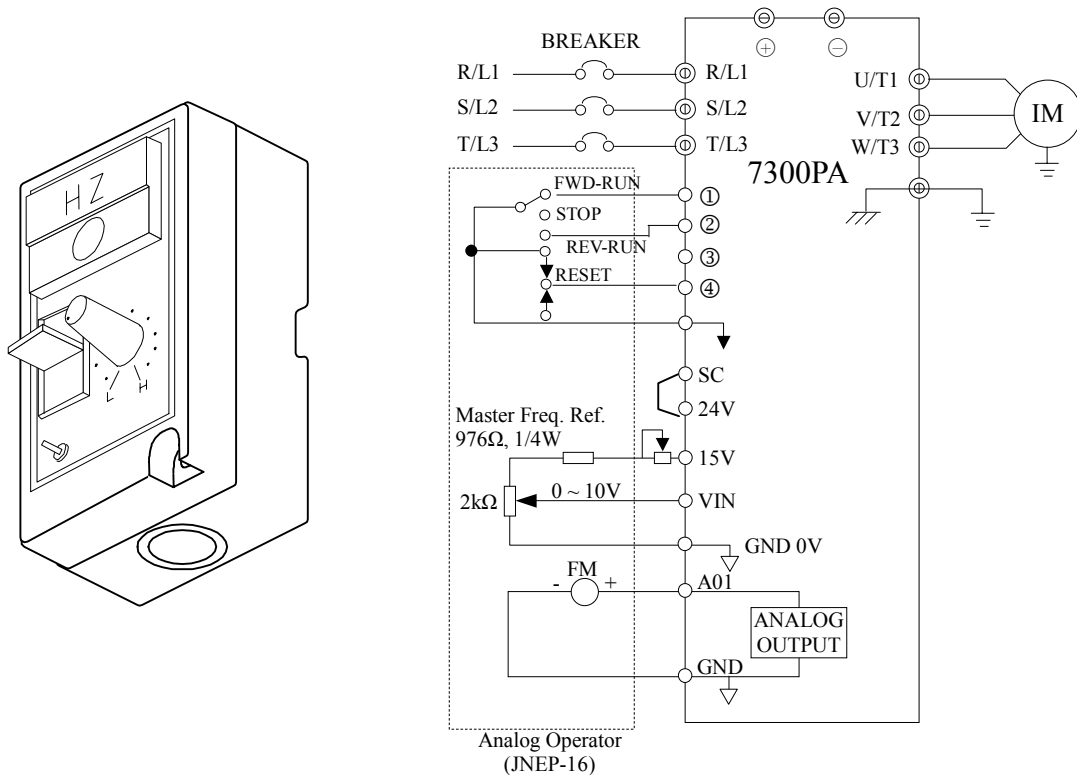 HZ
L H
BREAKER
R/L1 R/L1
S/L2 S/L2
T/L3 T/L3
⊕ ⊖
U/T1
V/T2
W/T3
IM
7300PA
FWD-RUN ①
STOP
②
REV-RUN
③
RESET
④
SC
24V
Master Freq. Ref.
976Ω, 1/4W
15V
2kΩ 0 ~ 10V VIN
GND 0V
FM
- + A01
ANALOG
OUTPUT
GND
Analog Operator
(JNEP-16)